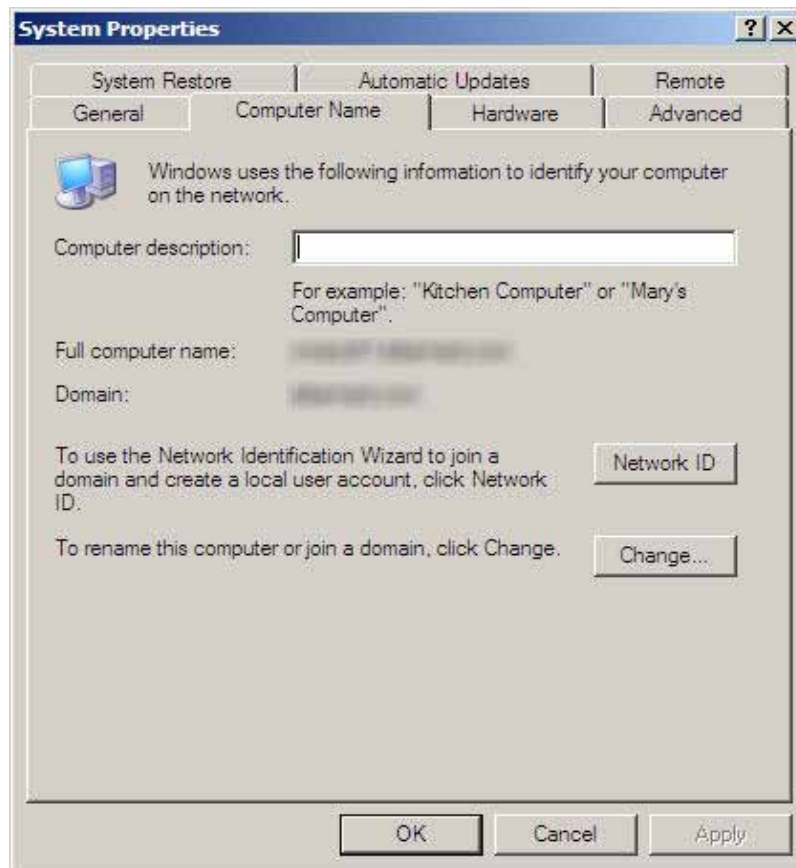 System Properties
System Restore
Automatic Updates
Remote
General
Computer Name
Hardware
Advanced
Windows uses the following information to identify your computer
on the network.
Computer description:
For example: "Kitchen Computer" or "Mary's
Computer".
Full computer name:
Domain:
To use the Network Identification Wizard to join a
domain and create a local user account, click Network
ID.
Network ID
To rename this computer or join a domain, click Change.
Change...
OK
Cancel
Apply